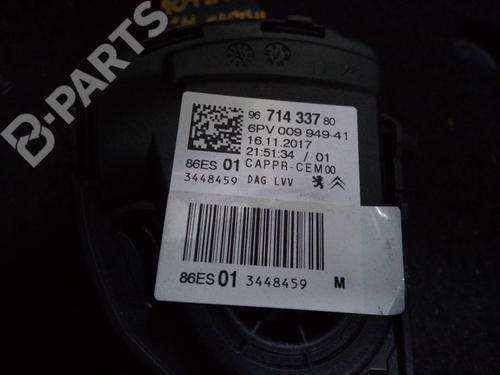 96 714 337 80
6PV 009 949-41
16.11.2017
21:51:34 / 01
86ES 01 CAPPR-CEM00
3448459 DAG LVV
86ES 01 3448459 M
B-PARTS